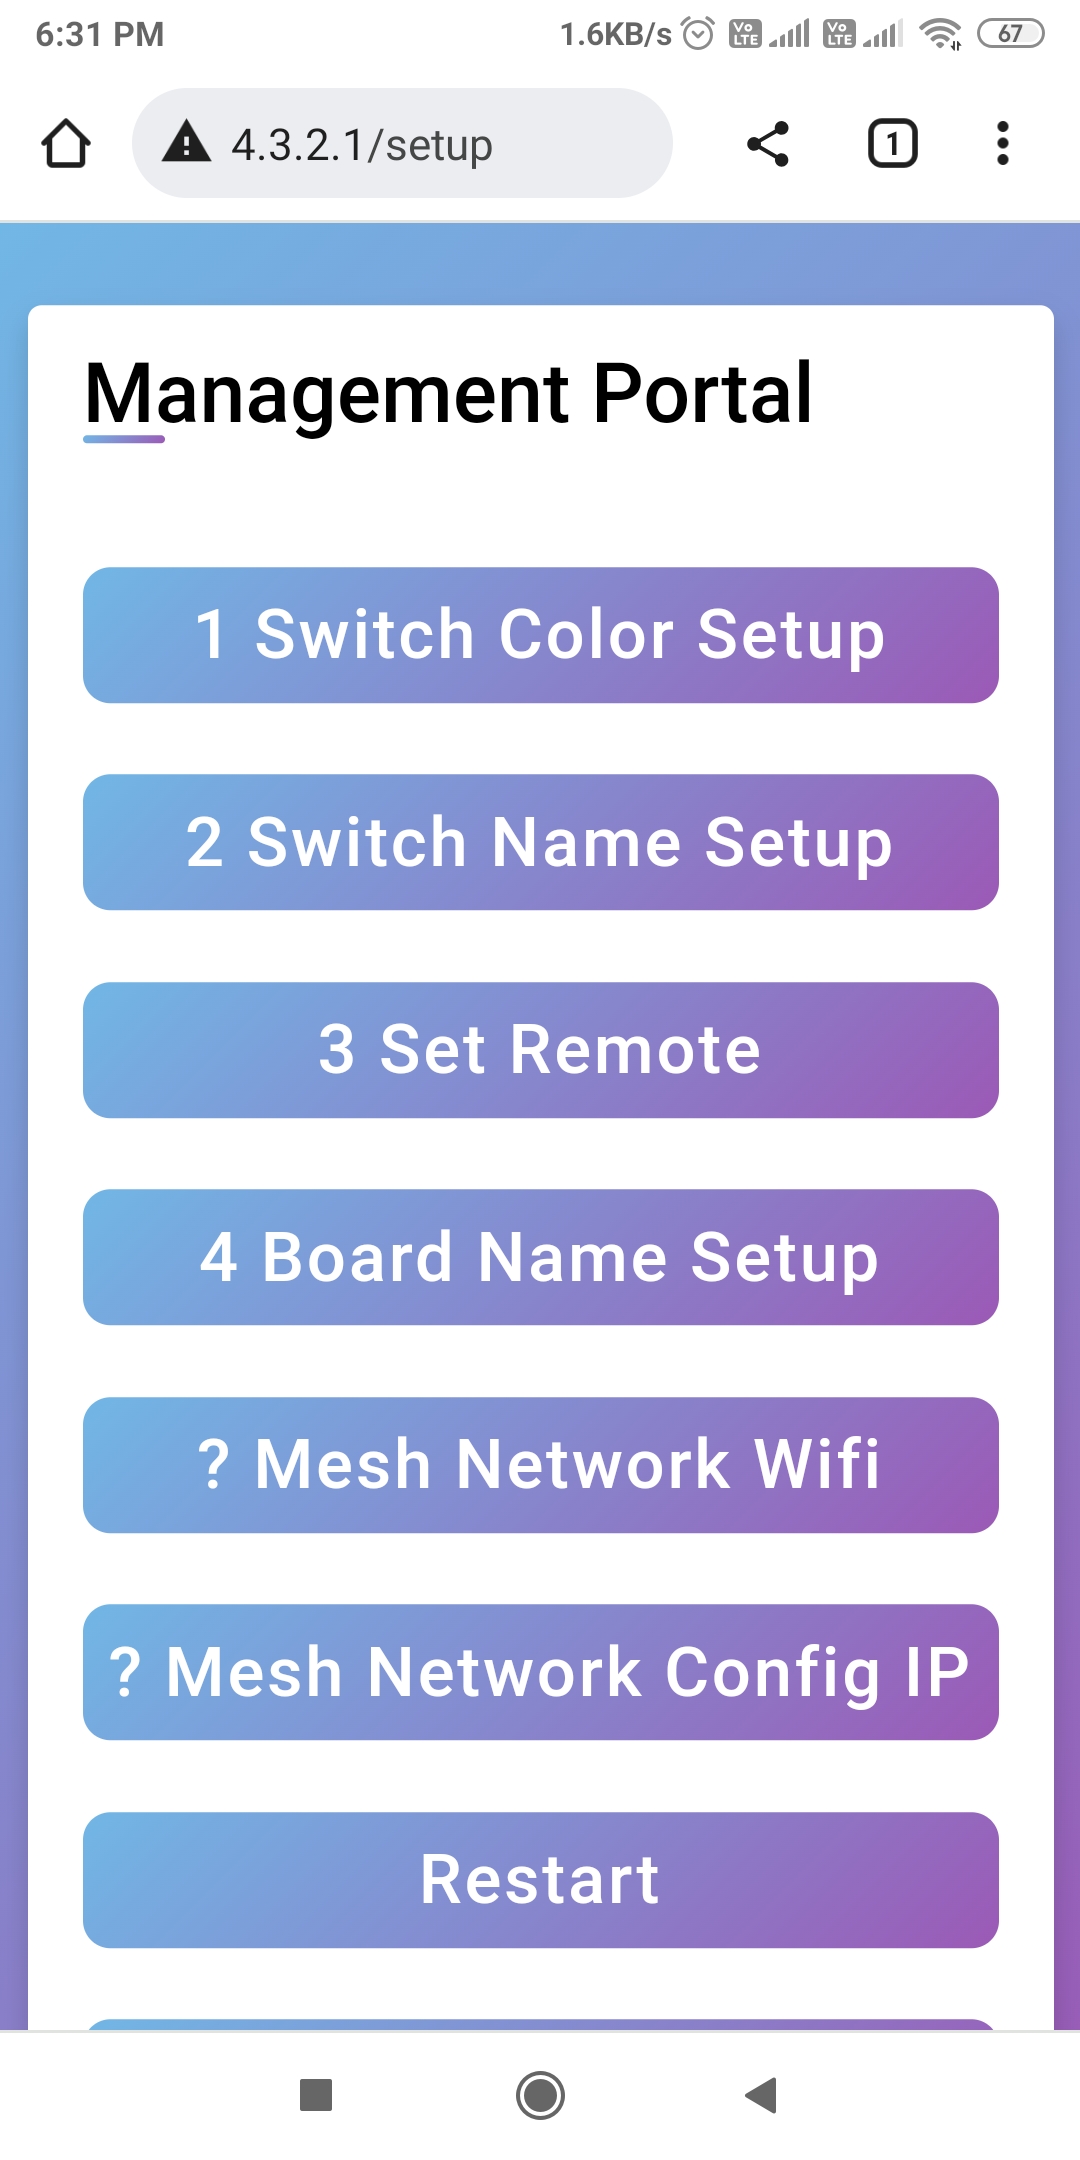 6:31 PM 1.6KB/s Vo LTE Vo LTE 67
4.3.2.1/setup 1
Management Portal
1 Switch Color Setup
2 Switch Name Setup
3 Set Remote
4 Board Name Setup
? Mesh Network Wifi
? Mesh Network Config IP
Restart